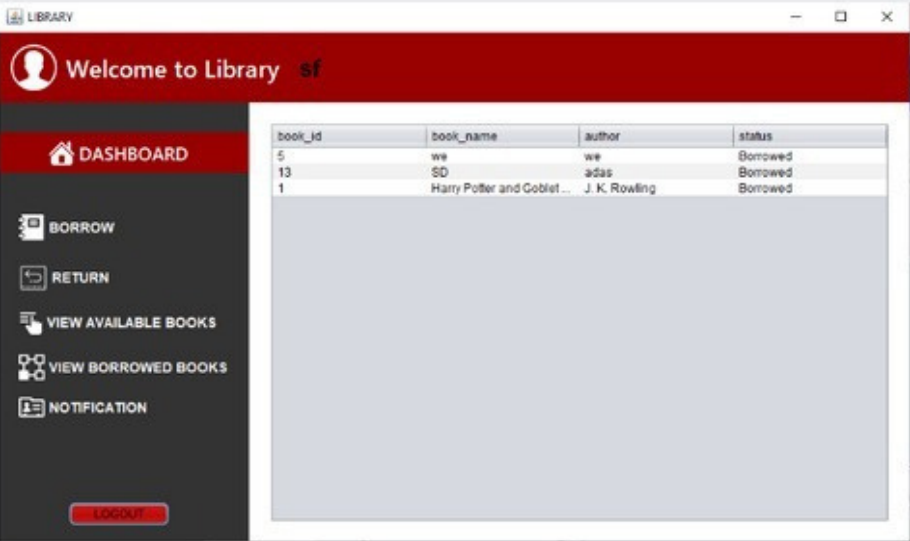 LIBRARY
Welcome to Library sf
DASHBOARD
BORROW
RETURN
VIEW AVAILABLE BOOKS
VIEW BORROWED BOOKS
NOTIFICATION
LOGOUT
book_id book_name author status
5 we we Borrowed
13 SD adas Borrowed
1 Harry Potter and Goblet ... J. K. Rowling Borrowed